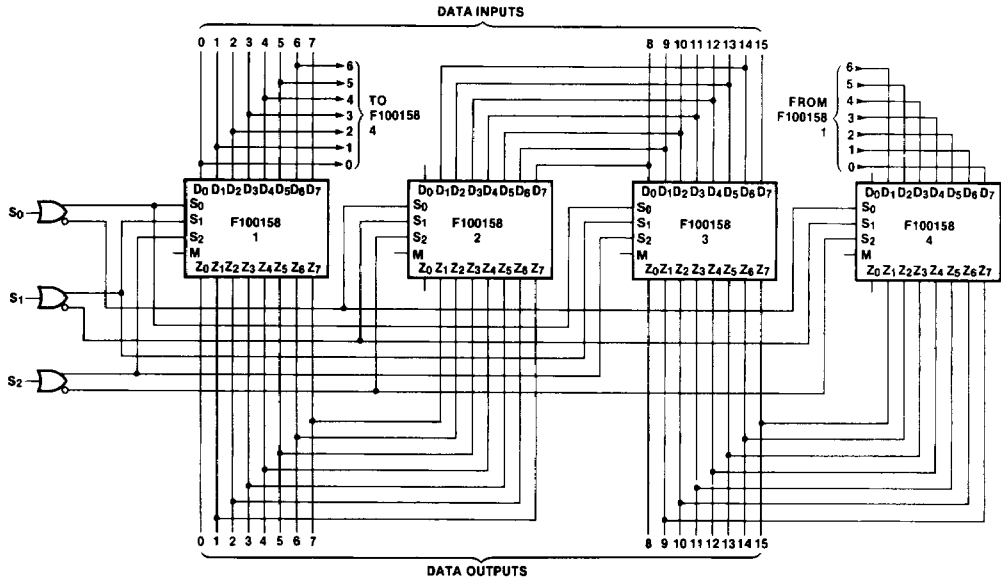 DATA INPUTS
0 1 2 3 4 5 6 7
8 9 10 11 12 13 14 15
6
5
4
3
2
1
0
TO
F100158
4
6
5
4
3
2
1
0
FROM
F100158
1
D0 D1 D2 D3 D4 D5 D6 D7
S0
S1
S2
M
F100158
1
Z0 Z1 Z2 Z3 Z4 Z5 Z6 Z7
D0 D1 D2 D3 D4 D5 D6 D7
S0
S1
S2
M
F100158
2
Z0 Z1 Z2 Z3 Z4 Z5 Z6 Z7
D0 D1 D2 D3 D4 D5 D6 D7
S0
S1
S2
M
F100158
3
Z0 Z1 Z2 Z3 Z4 Z5 Z6 Z7
D0 D1 D2 D3 D4 D5 D6 D7
S0
S1
S2
M
F100158
4
Z0 Z1 Z2 Z3 Z4 Z5 Z6 Z7
S0
S1
S2
0 1 2 3 4 5 6 7
8 9 10 11 12 13 14 15
DATA OUTPUTS